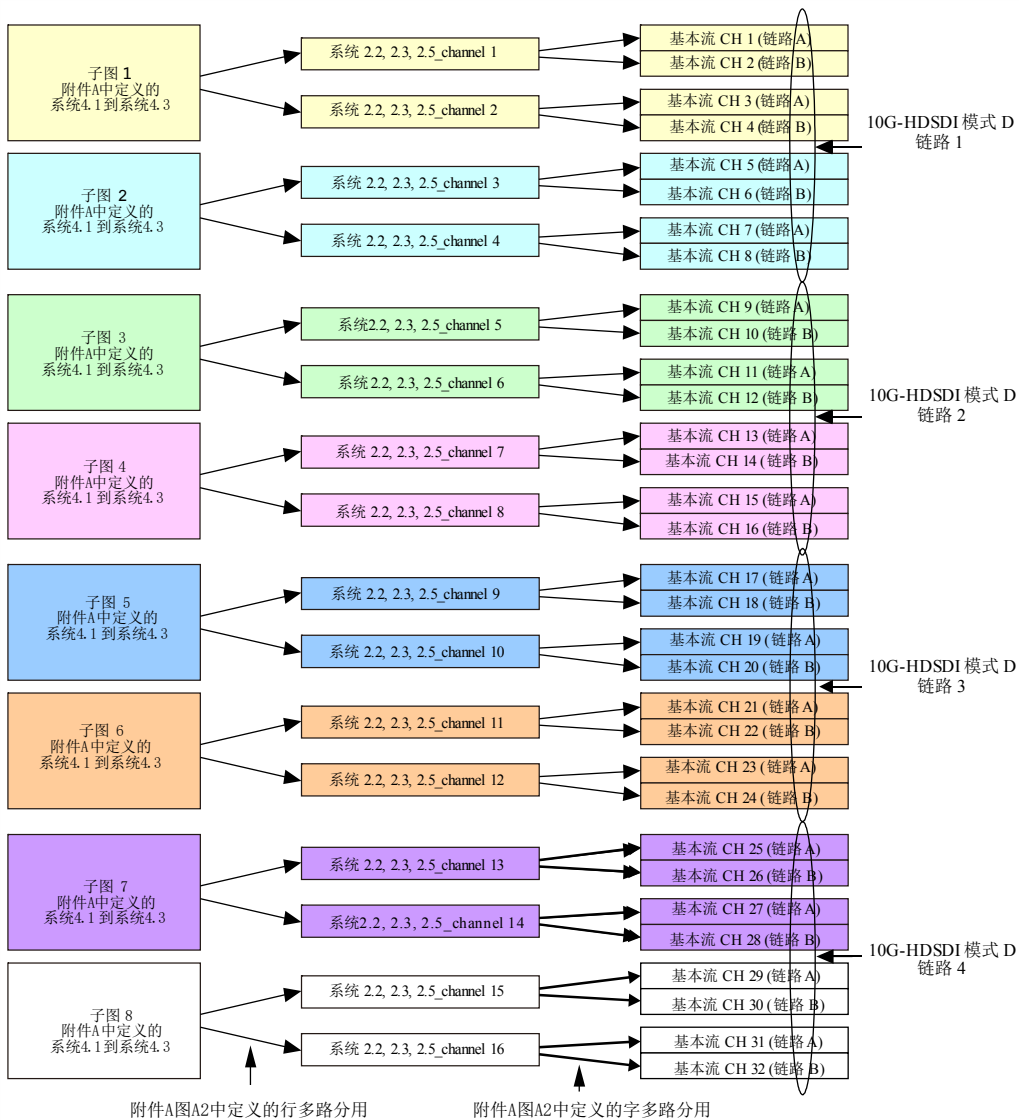 子图 1
附件A中定义的
系统4.1到系统4.3
系统 2.2, 2.3, 2.5_channel 1
基本流 CH 1 (链路A)
基本流 CH 2 (链路B)
系统 2.2, 2.3, 2.5_channel 2
基本流 CH 3 (链路A)
基本流 CH 4 (链路B)
10G-HDSDI 模式 D
链路 1
子图 2
附件A中定义的
系统4.1到系统4.3
系统 2.2, 2.3, 2.5_channel 3
基本流 CH 5 (链路A)
基本流 CH 6 (链路B)
系统 2.2, 2.3, 2.5_channel 4
基本流 CH 7 (链路A)
基本流 CH 8 (链路B)
子图 3
附件A中定义的
系统4.1到系统4.3
系统2.2, 2.3, 2.5_channel 5
基本流 CH 9 (链路A)
基本流 CH 10 (链路 B)
系统2.2, 2.3, 2.5_channel 6
基本流 CH 11 (链路A)
基本流 CH 12 (链路 B)
10G-HDSDI 模式 D
链路 2
子图 4
附件A中定义的
系统4.1到系统4.3
系统 2.2, 2.3, 2.5_channel 7
基本流 CH 13 (链路A)
基本流 CH 14 (链路 B)
系统 2.2, 2.3, 2.5_channel 8
基本流 CH 15 (链路A)
基本流 CH 16 (链路 B)
子图 5
附件A中定义的
系统4.1到系统4.3
系统 2.2, 2.3, 2.5_channel 9
基本流 CH 17 (链路A)
基本流 CH 18 (链路 B)
系统 2.2, 2.3, 2.5_channel 10
基本流 CH 19 (链路A)
基本流 CH 20 (链路 B)
10G-HDSDI 模式 D
链路 3
子图 6
附件A中定义的
系统4.1到系统4.3
系统 2.2, 2.3, 2.5_channel 11
基本流 CH 21 (链路A)
基本流 CH 22 (链路 B)
系统 2.2, 2.3, 2.5_channel 12
基本流 CH 23 (链路A)
基本流 CH 24 (链路 B)
子图 7
附件A中定义的
系统4.1到系统4.3
系统 2.2, 2.3, 2.5_channel 13
基本流 CH 25 (链路A)
基本流 CH 26 (链路 B)
系统2.2, 2.3, 2.5_channel 14
基本流 CH 27 (链路A)
基本流 CH 28 (链路 B)
10G-HDSDI 模式 D
链路 4
子图 8
附件A中定义的
系统4.1到系统4.3
系统 2.2, 2.3, 2.5_channel 15
基本流 CH 29 (链路A)
基本流 CH 30 (链路 B)
系统 2.2, 2.3, 2.5_channel 16
基本流 CH 31 (链路A)
基本流 CH 32 (链路 B)
附件A图A2中定义的行多路分用
附件A图A2中定义的字多路分用